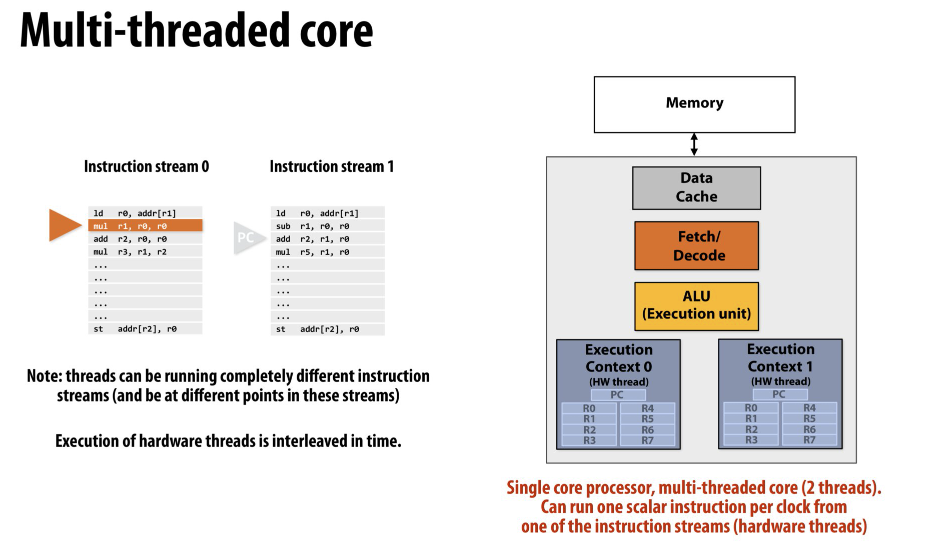 Multi-threaded core
Instruction stream 0
ld r0, addr[r1]
mul r1, r0, r0
add r2, r0, r0
mul r3, r1, r2
...
...
...
...
...
st addr[r2], r0
Instruction stream 1
PC
ld r0, addr[r1]
sub r1, r0, r0
add r2, r1, r0
mul r5, r1, r0
...
...
...
...
...
st addr[r2], r0
Note: threads can be running completely different instruction
streams (and be at different points in these streams)
Execution of hardware threads is interleaved in time.
Memory
Data
Cache
Fetch/
Decode
ALU
(Execution unit)
Execution
Context 0
(HW thread)
PC
R0 R4
R1 R5
R2 R6
R3 R7
Execution
Context 1
(HW thread)
PC
R0 R4
R1 R5
R2 R6
R3 R7
Single core processor, multi-threaded core (2 threads).
Can run one scalar instruction per clock from
one of the instruction streams (hardware threads)